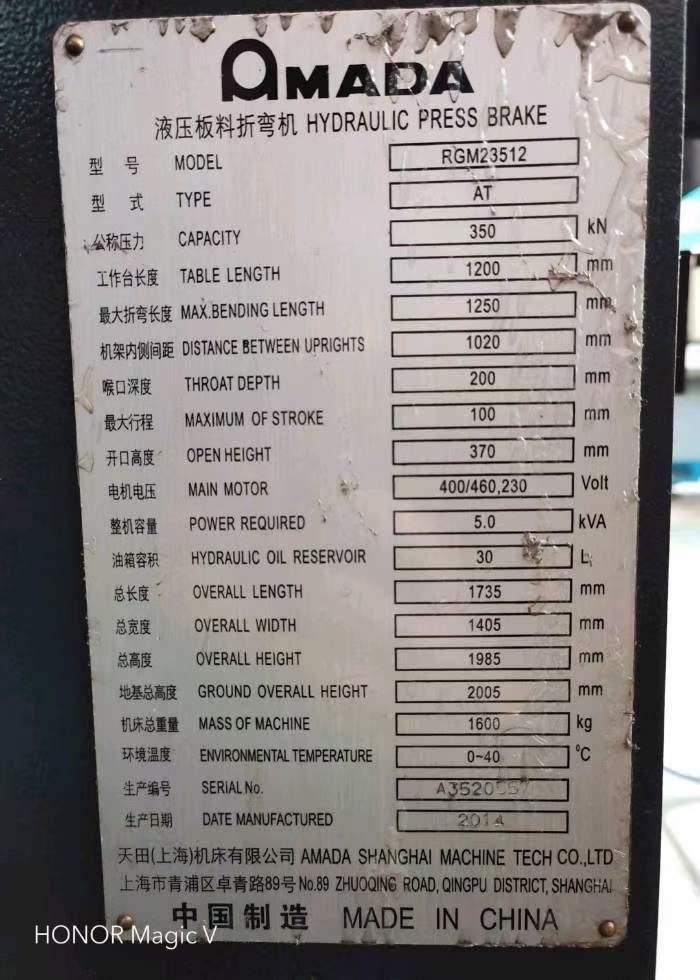 AMADA
液压板料折弯机 HYDRAULIC PRESS BRAKE
型 号 MODEL RGM23512
型 式 TYPE AT
公称压力 CAPACITY 350 kN
工作台长度 TABLE LENGTH 1200 mm
最大折弯长度 MAX.BENDING LENGTH 1250 mm
机架内侧间距 DISTANCE BETWEEN UPRIGHTS 1020 mm
喉口深度 THROAT DEPTH 200 mm
最大行程 MAXIMUM OF STROKE 100 mm
开口高度 OPEN HEIGHT 370 mm
电机电压 MAIN MOTOR 400/460,230 Volt
整机容量 POWER REQUIRED 5.0 kVA
油箱容积 HYDRAULIC OIL RESERVOIR 30 L
总长度 OVERALL LENGTH 1735 mm
总宽度 OVERALL WIDTH 1405 mm
总高度 OVERALL HEIGHT 1985 mm
地基总高度 GROUND OVERALL HEIGHT 2005 mm
机床总重量 MASS OF MACHINE 1600 kg
环境温度 ENVIRONMENTAL TEMPERATURE 0~40 °C
生产编号 SERIAL No.
生产日期 DATE MANUFACTURED 2014
天田(上海)机床有限公司 AMADA SHANGHAI MACHINE TECH CO.,LTD
上海市青浦区卓青路89号 No.89 ZHUOQING ROAD, QINGPU DISTRICT, SHANGHAI
中国制造 MADE IN CHINA
HONOR Magic V